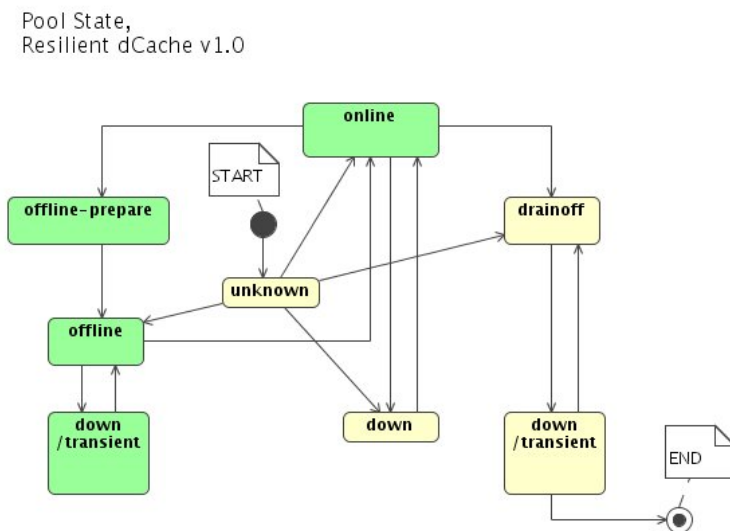 Pool State,
Resilient dCache v1.0
online
START
offline-prepare
drainoff
unknown
offline
down
/transient
down
down
/transient
END